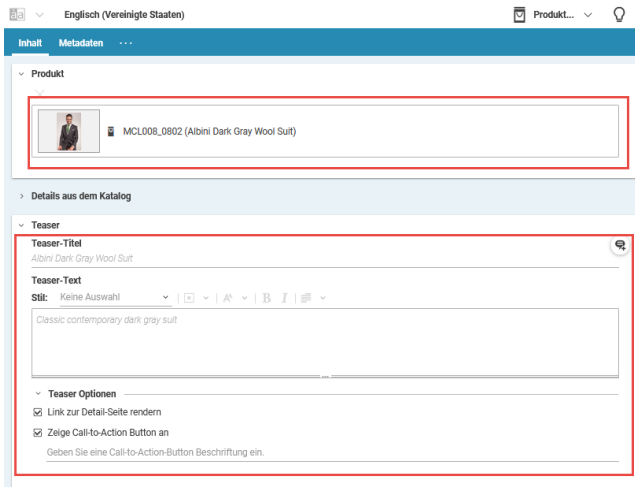 Englisch (Vereinigte Staaten)
Produkt...
Inhalt Metadaten ...
Produkt
MCL008_0802 (Albini Dark Gray Wool Suit)
Details aus dem Katalog
Teaser
Teaser-Titel
Albini Dark Gray Wool Suit
Teaser-Text
Stil: Keine Auswahl B I
Classic contemporary dark gray suit
Teaser Optionen
Link zur Detail-Seite rendern
Zeige Call-to-Action Button an
Geben Sie eine Call-to-Action-Button Beschriftung ein.